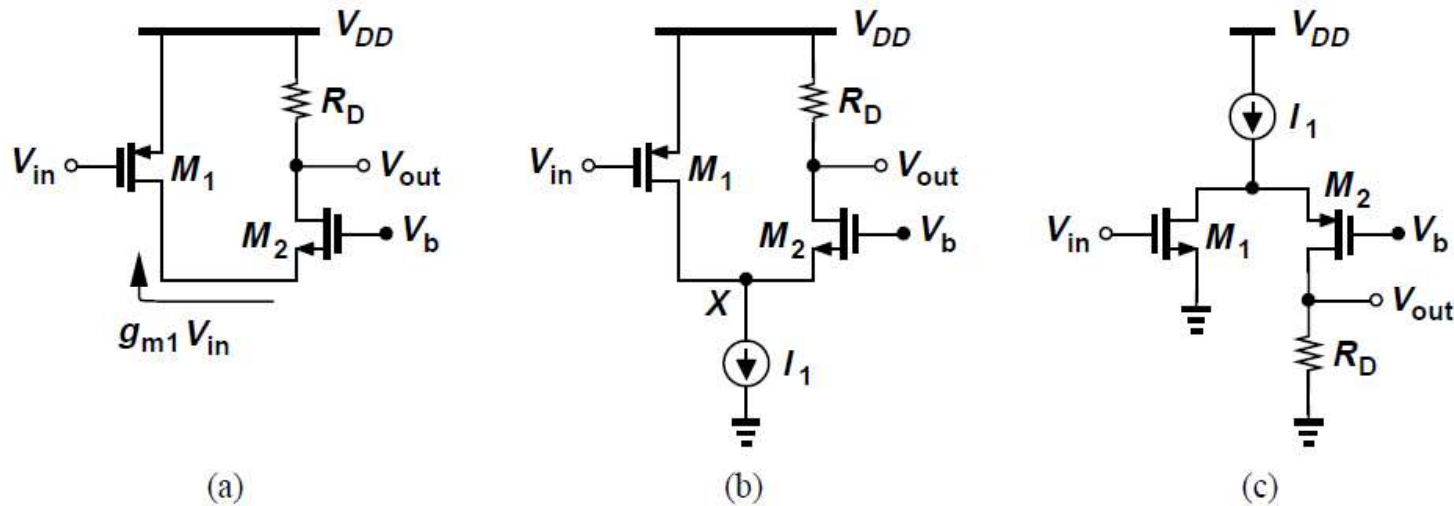 V_DD
R_D
V_in
M_1
V_out
M_2
V_b
g_m1 V_in
(a)
V_DD
R_D
V_in
M_1
V_out
M_2
V_b
X
I_1
(b)
V_DD
I_1
M_2
V_in
M_1
V_b
V_out
R_D
(c)